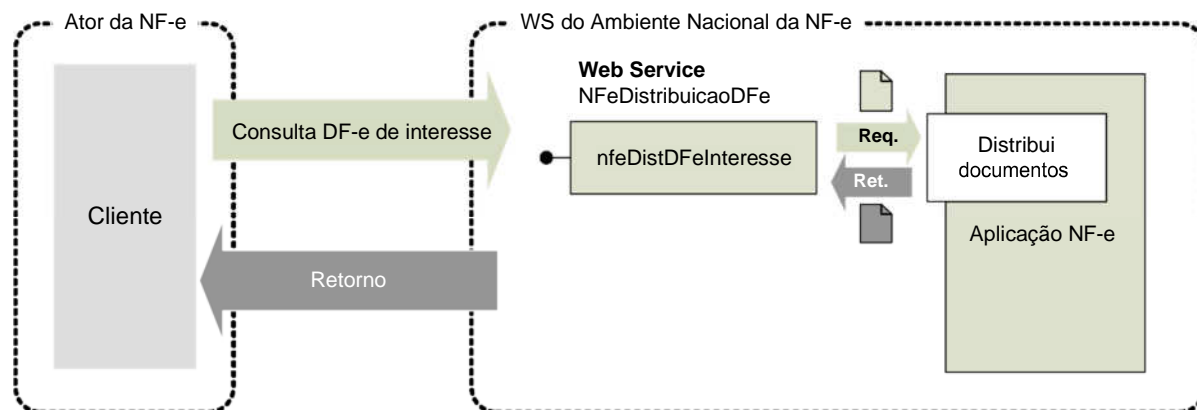 Ator da NF-e
WS do Ambiente Nacional da NF-e
Web Service
NFeDistribuicaoDFe
Consulta DF-e de interesse
Req.
nfeDistDFeInteresse
Distribui
documentos
Ret.
Cliente
Aplicação NF-e
Retorno